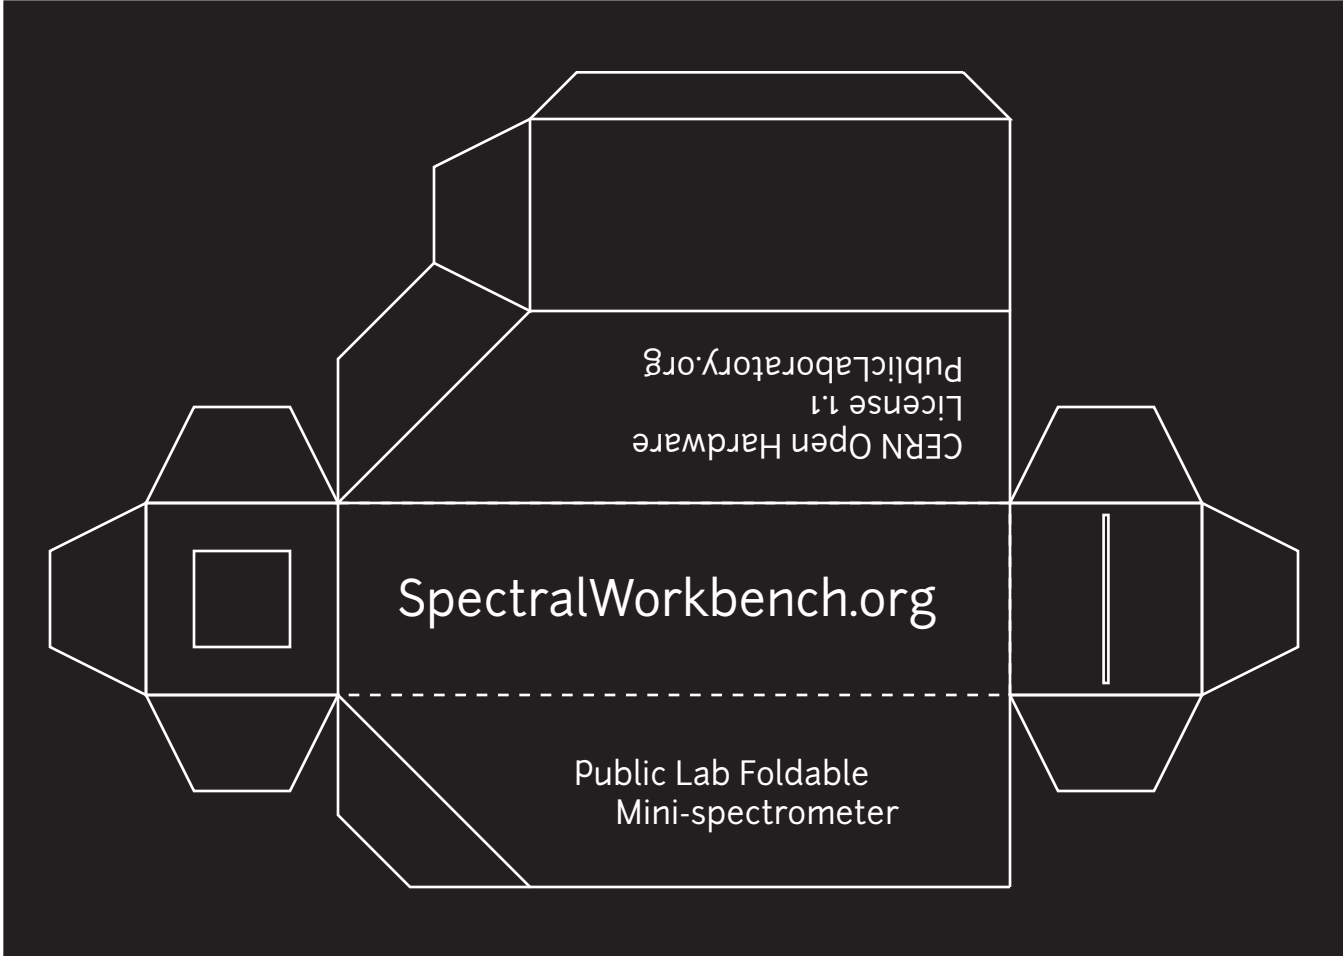 CERN Open Hardware
License 1.1
PublicLaboratory.org
SpectralWorkbench.org
Public Lab Foldable
Mini-spectrometer